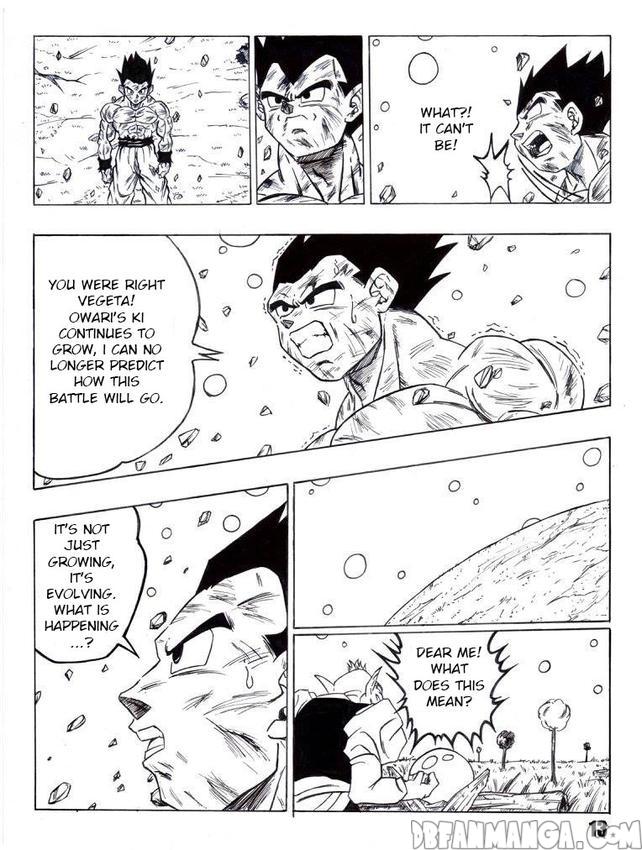 WHAT?!
IT CAN'T
BE!
YOU WERE RIGHT
VEGETA!
OWARI'S KI
CONTINUES TO
GROW, I CAN NO
LONGER PREDICT
HOW THIS
BATTLE WILL GO.
IT'S NOT
JUST
GROWING,
IT'S
EVOLVING.
WHAT IS
HAPPENING
...?
DEAR ME!
WHAT
DOES THIS
MEAN?
13
DBFANMANGA.COM